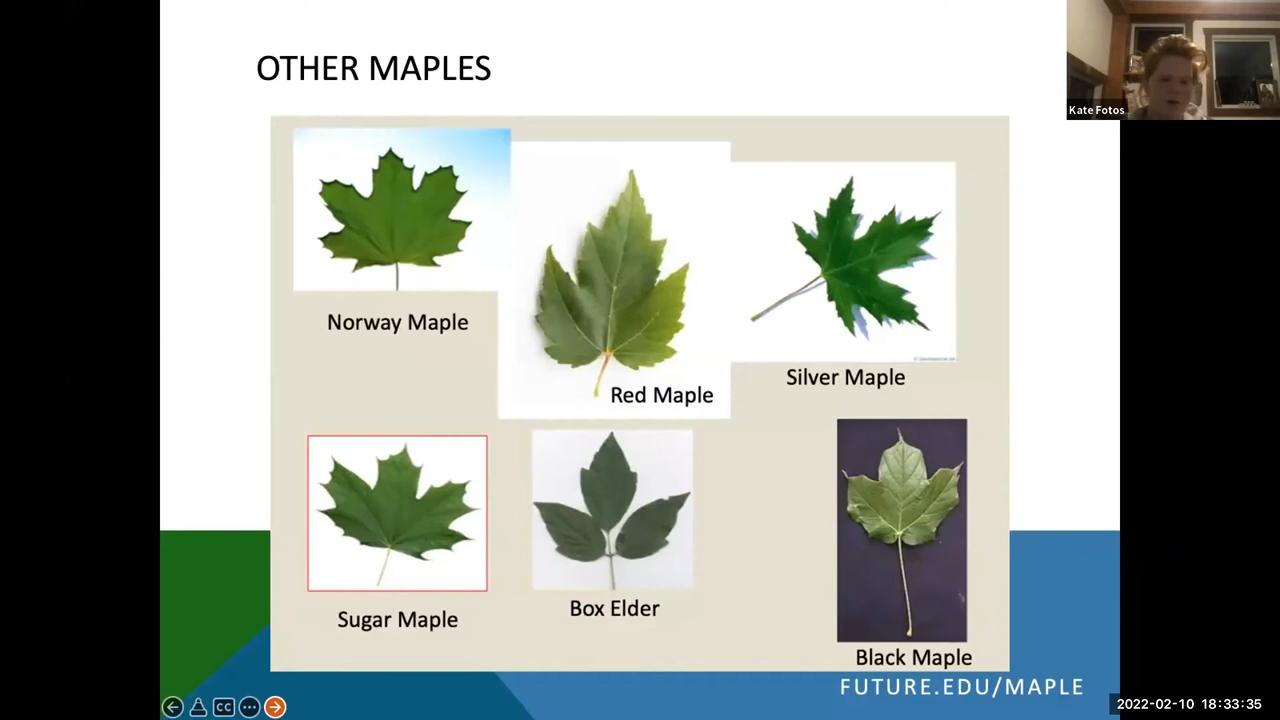 OTHER MAPLES
Kate Fotos
Norway Maple
Red Maple
Silver Maple
Sugar Maple
Box Elder
Black Maple
FUTURE.EDU/MAPLE
CC
2022-02-10 18:33:35